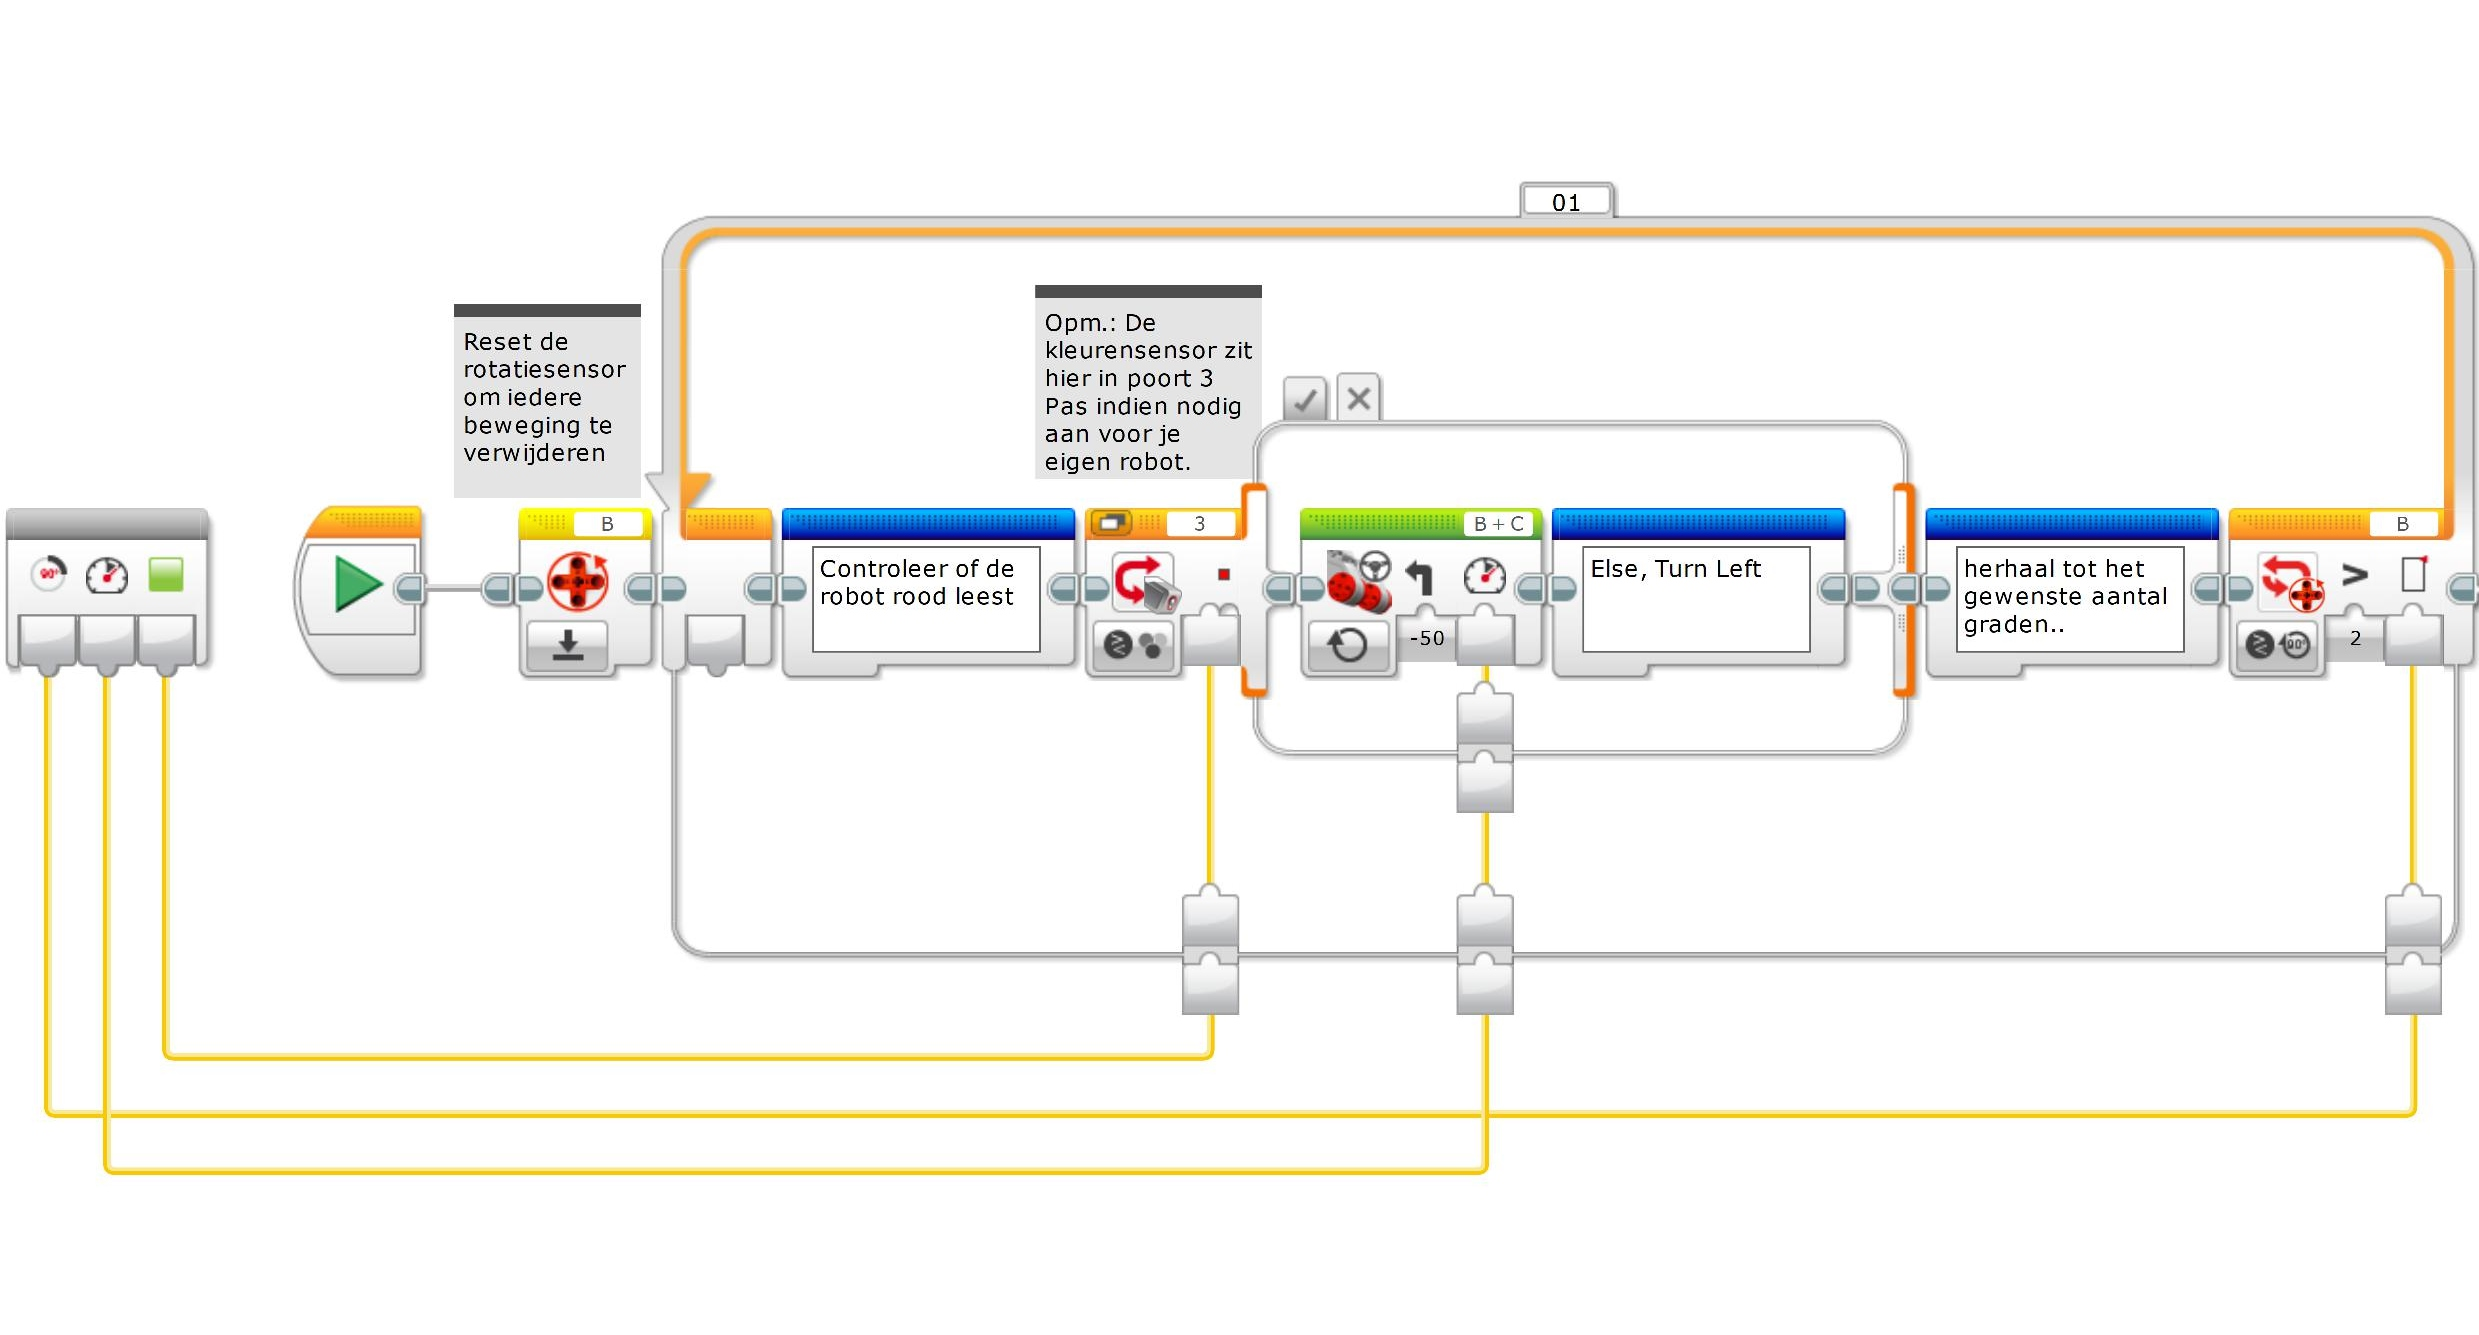 01
Reset de
rotatiesensor
om iedere
beweging te
verwijderen
Opm.: De
kleurensensor zit
hier in poort 3
Pas indien nodig
aan voor je
eigen robot.
90°
B
Controleer of de
robot rood leest
3
B + C
-50
Else, Turn Left
herhaal tot het
gewenste aantal
graden..
B
>
90°
2